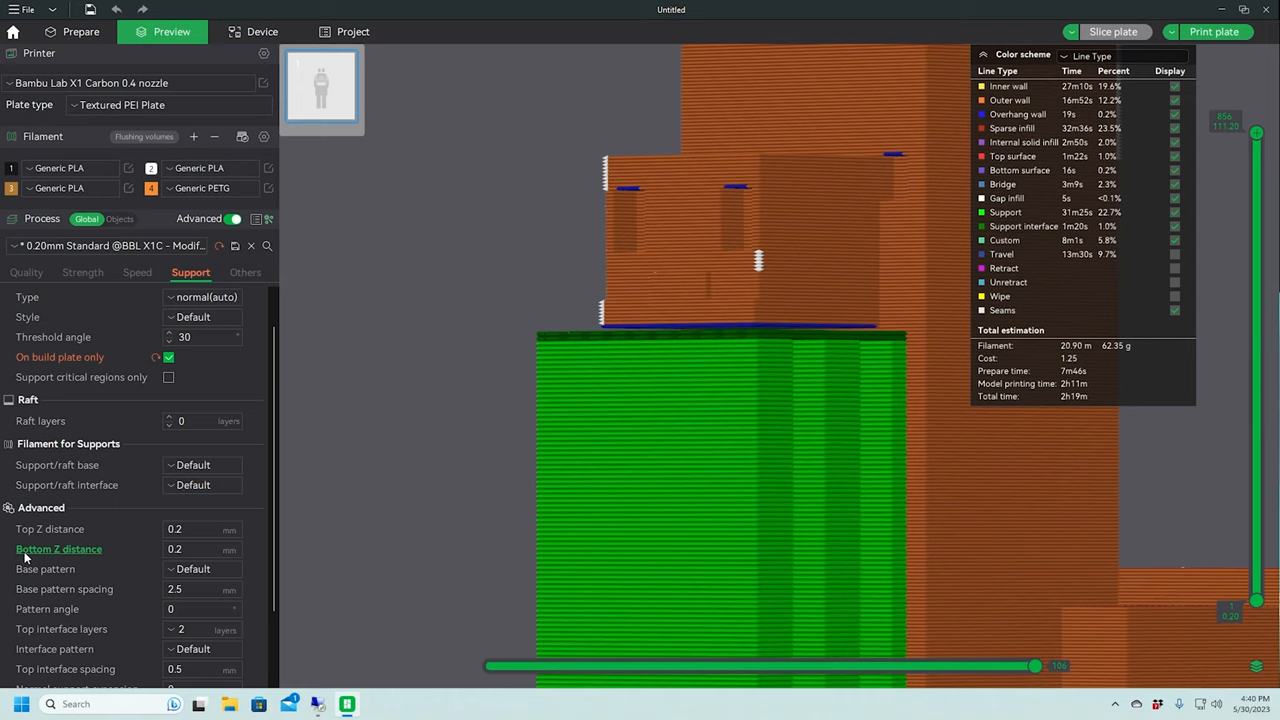 File
Untitled
Prepare
Preview
Device
Project
Slice plate
Print plate
Printer
Bambu Lab X1 Carbon 0.4 nozzle
Plate type
Textured PEI Plate
Filament
Flushing volumes
1 Generic PLA
2 Generic PLA
3 Generic PLA
4 Generic PETG
Process Global Objects Advanced
* 0.20mm Standard @BBL X1C - Modif...
Quality Strength Speed Support Others
Type normal(auto)
Style Default
Threshold angle 30 °
On build plate only
Support critical regions only
Raft
Raft layers 0 layers
Filament for Supports
Support/raft base Default
Support/raft interface Default
Advanced
Top Z distance 0.2 mm
Bottom Z distance 0.2 mm
Base pattern Default
Base pattern spacing 2.5 mm
Pattern angle 0 °
Top interface layers 2 layers
Interface pattern Default
Top interface spacing 0.5 mm
1
Color scheme Line Type
Line Type Time Percent Display
Inner wall 27m10s 19.6%
Outer wall 16m52s 12.2%
Overhang wall 19s 0.2%
Sparse infill 32m36s 23.5%
Internal solid infill 2m50s 2.0%
Top surface 1m22s 1.0%
Bottom surface 16s 0.2%
Bridge 3m9s 2.3%
Gap infill 5s <0.1%
Support 31m25s 22.7%
Support interface 1m20s 1.0%
Custom 8m1s 5.8%
Travel 13m30s 9.7%
Retract
Unretract
Wipe
Seams
Total estimation
Filament: 20.90 m 62.35 g
Cost: 1.25
Prepare time: 7m46s
Model printing time: 2h11m
Total time: 2h19m
856
111.20
1
0.20
106
Search
4:40 PM
5/30/2023